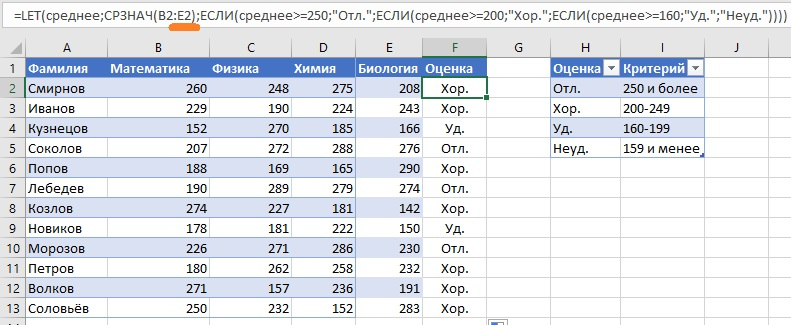 =LET(среднее;СРЗНАЧ(B2:E2);ЕСЛИ(среднее>=250;"Отл.";ЕСЛИ(среднее>=200;"Хор.";ЕСЛИ(среднее>=160;"Уд.";"Неуд."))))
A B C D E F G H I J K
1 Фамилия Математика Физика Химия Биология Оценка Оценка Критерий
2 Смирнов 260 248 275 208 Хор. Отл. 250 и более
3 Иванов 229 190 224 243 Хор. Хор. 200-249
4 Кузнецов 152 270 185 166 Уд. Уд. 160-199
5 Соколов 207 272 288 276 Отл. Неуд. 159 и менее
6 Попов 188 169 165 290 Хор.
7 Лебедев 190 289 279 274 Отл.
8 Козлов 274 227 181 142 Хор.
9 Новиков 178 181 222 150 Уд.
10 Морозов 226 271 286 230 Отл.
11 Петров 180 262 258 232 Хор.
12 Волков 271 157 236 191 Хор.
13 Соловьёв 250 232 152 283 Хор.